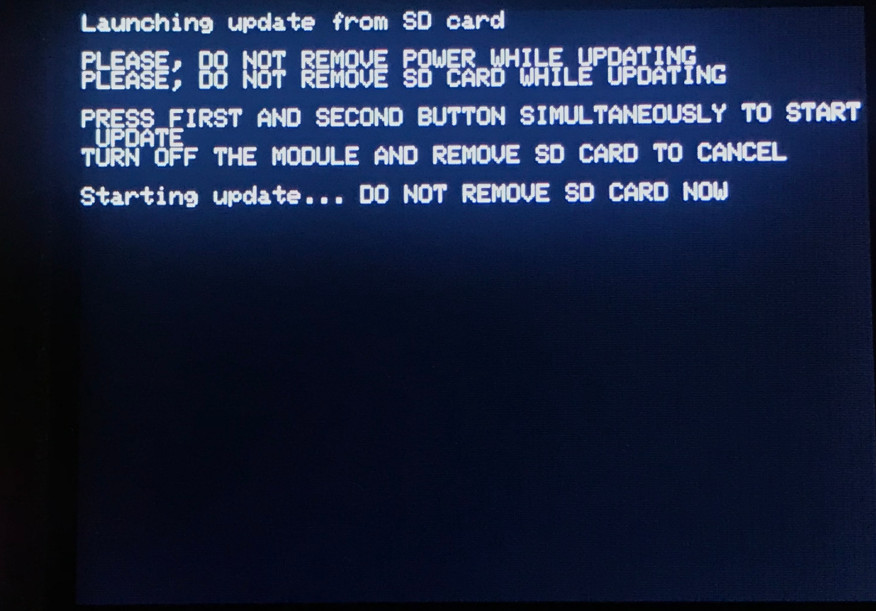 Launching update from SD card
PLEASE, DO NOT REMOVE POWER WHILE UPDATING
PLEASE, DO NOT REMOVE SD CARD WHILE UPDATING
PRESS FIRST AND SECOND BUTTON SIMULTANEOUSLY TO START
UPDATE
TURN OFF THE MODULE AND REMOVE SD CARD TO CANCEL
Starting update... DO NOT REMOVE SD CARD NOW